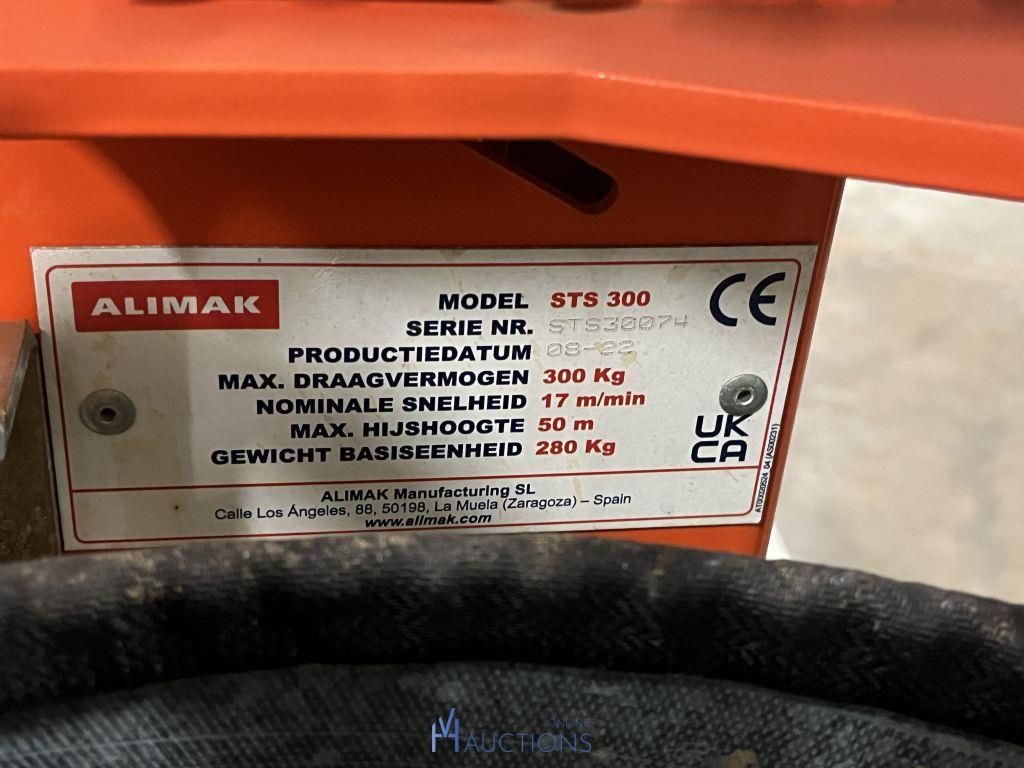 ALIMAK
MODEL STS 300
SERIE NR. STS30074
PRODUCTIEDATUM 08-22
MAX. DRAAGVERMOGEN 300 Kg
NOMINALE SNELHEID 17 m/min
MAX. HIJSHOOGTE 50 m
GEWICHT BASISEENHEID 280 Kg
CE
UK
CA
ALIMAK Manufacturing SL
Calle Los Ángeles, 88, 50198, La Muela (Zaragoza) – Spain
www.alimak.com
ONLINE
AUCTIONS